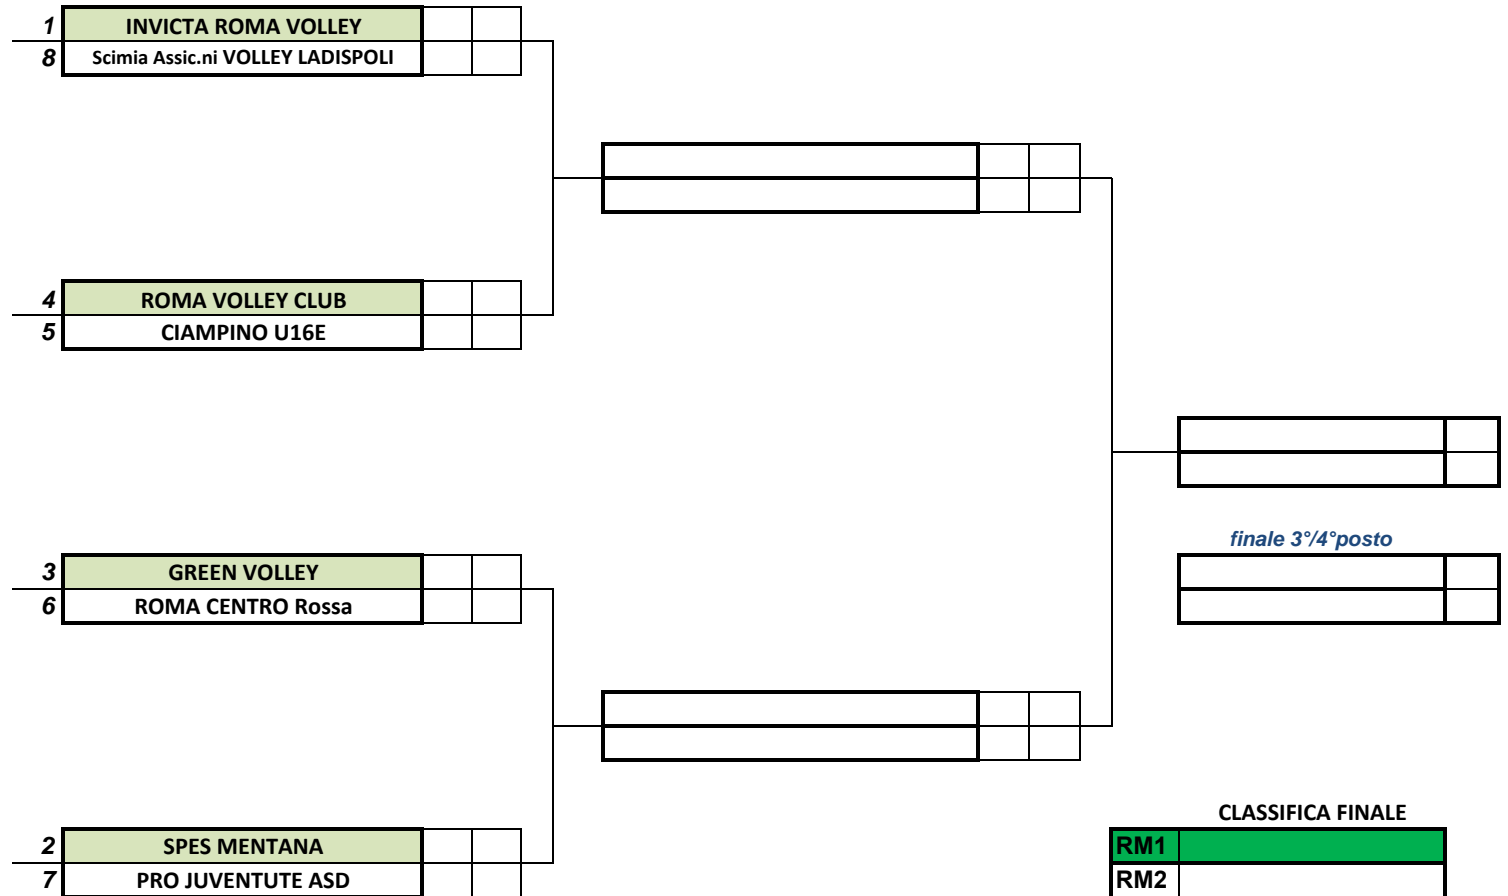 1 INVICTA ROMA VOLLEY
8 Scimia Assic.ni VOLLEY LADISPOLI
4 ROMA VOLLEY CLUB
5 CIAMPINO U16E
finale 3°/4°posto
3 GREEN VOLLEY
6 ROMA CENTRO Rossa
CLASSIFICA FINALE
2 SPES MENTANA
RM1
7 PRO JUVENTUTE ASD
RM2